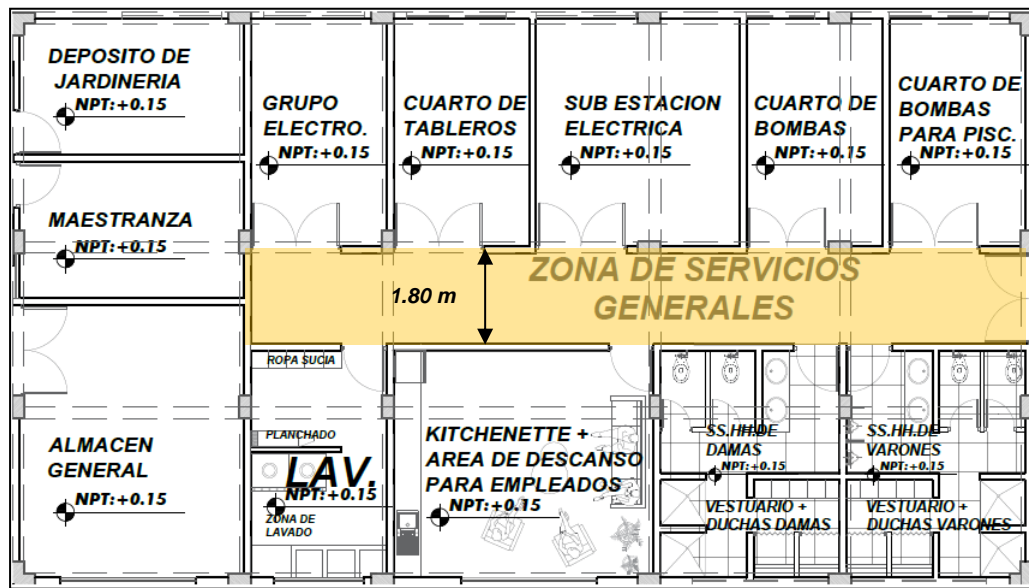 DEPOSITO DE
JARDINERIA
NPT:+0.15
GRUPO
ELECTRO.
NPT:+0.15
CUARTO DE
TABLEROS
NPT:+0.15
SUB ESTACION
ELECTRICA
NPT:+0.15
CUARTO DE
BOMBAS
NPT:+0.15
CUARTO DE
BOMBAS
PARA PISC.
NPT:+0.15
MAESTRANZA
NPT:+0.15
ZONA DE SERVICIOS
GENERALES
1.80 m
ALMACEN
GENERAL
NPT:+0.15
ROPA SUCIA
PLANCHADO
LAV.
NPT:+0.15
ZONA DE
LAVADO
KITCHENETTE +
AREA DE DESCANSO
PARA EMPLEADOS
NPT:+0.15
SS.HH.DE
DAMAS
NPT:+0.15
SS.HH.DE
VARONES
NPT:+0.15
VESTUARIO +
DUCHAS DAMAS
VESTUARIO +
DUCHAS VARONES